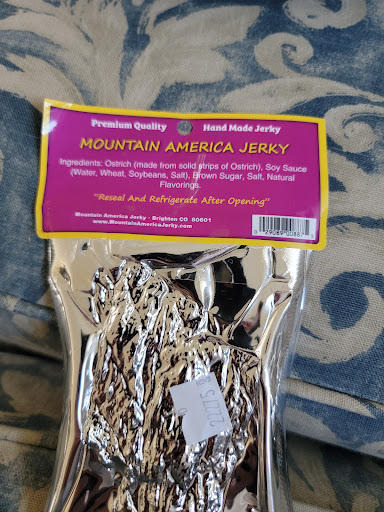 Premium Quality Hand Made Jerky
MOUNTAIN AMERICA JERKY
Ingredients: Ostrich (made from solid strips of Ostrich), Soy Sauce
(Water, Wheat, Soybeans, Salt), Brown Sugar, Salt, Natural
Flavorings.
"Reseal And Refrigerate After Opening"
Mountain America Jerky · Brighten CO 80601
www.MountainAmericaJerky.com